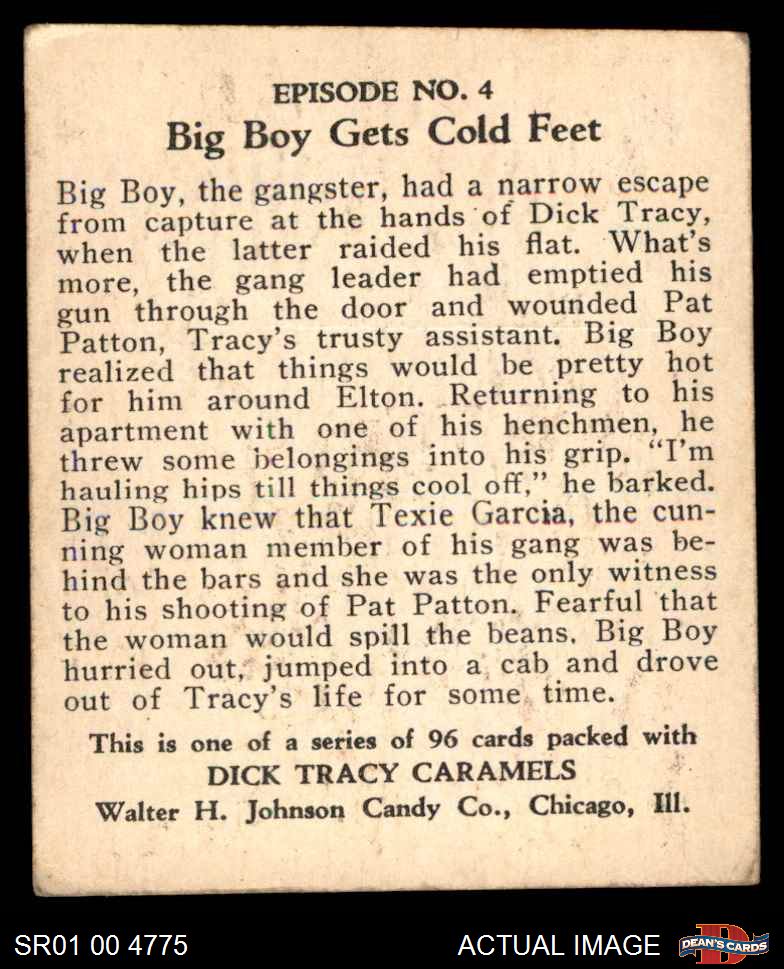 EPISODE NO. 4
Big Boy Gets Cold Feet
Big Boy, the gangster, had a narrow escape
from capture at the hands of Dick Tracy,
when the latter raided his flat. What's
more, the gang leader had emptied his
gun through the door and wounded Pat
Patton, Tracy's trusty assistant. Big Boy
realized that things would be pretty hot
for him around Elton. Returning to his
apartment with one of his henchmen, he
threw some belongings into his grip. "I'm
hauling hips till things cool off," he barked.
Big Boy knew that Texie Garcia, the cun-
ning woman member of his gang was be-
hind the bars and she was the only witness
to his shooting of Pat Patton. Fearful that
the woman would spill the beans, Big Boy
hurried out, jumped into a cab and drove
out of Tracy's life for some time.
This is one of a series of 96 cards packed with
DICK TRACY CARAMELS
Walter H. Johnson Candy Co., Chicago, Ill.
SR01 00 4775
ACTUAL IMAGE
DEAN'S CARDS